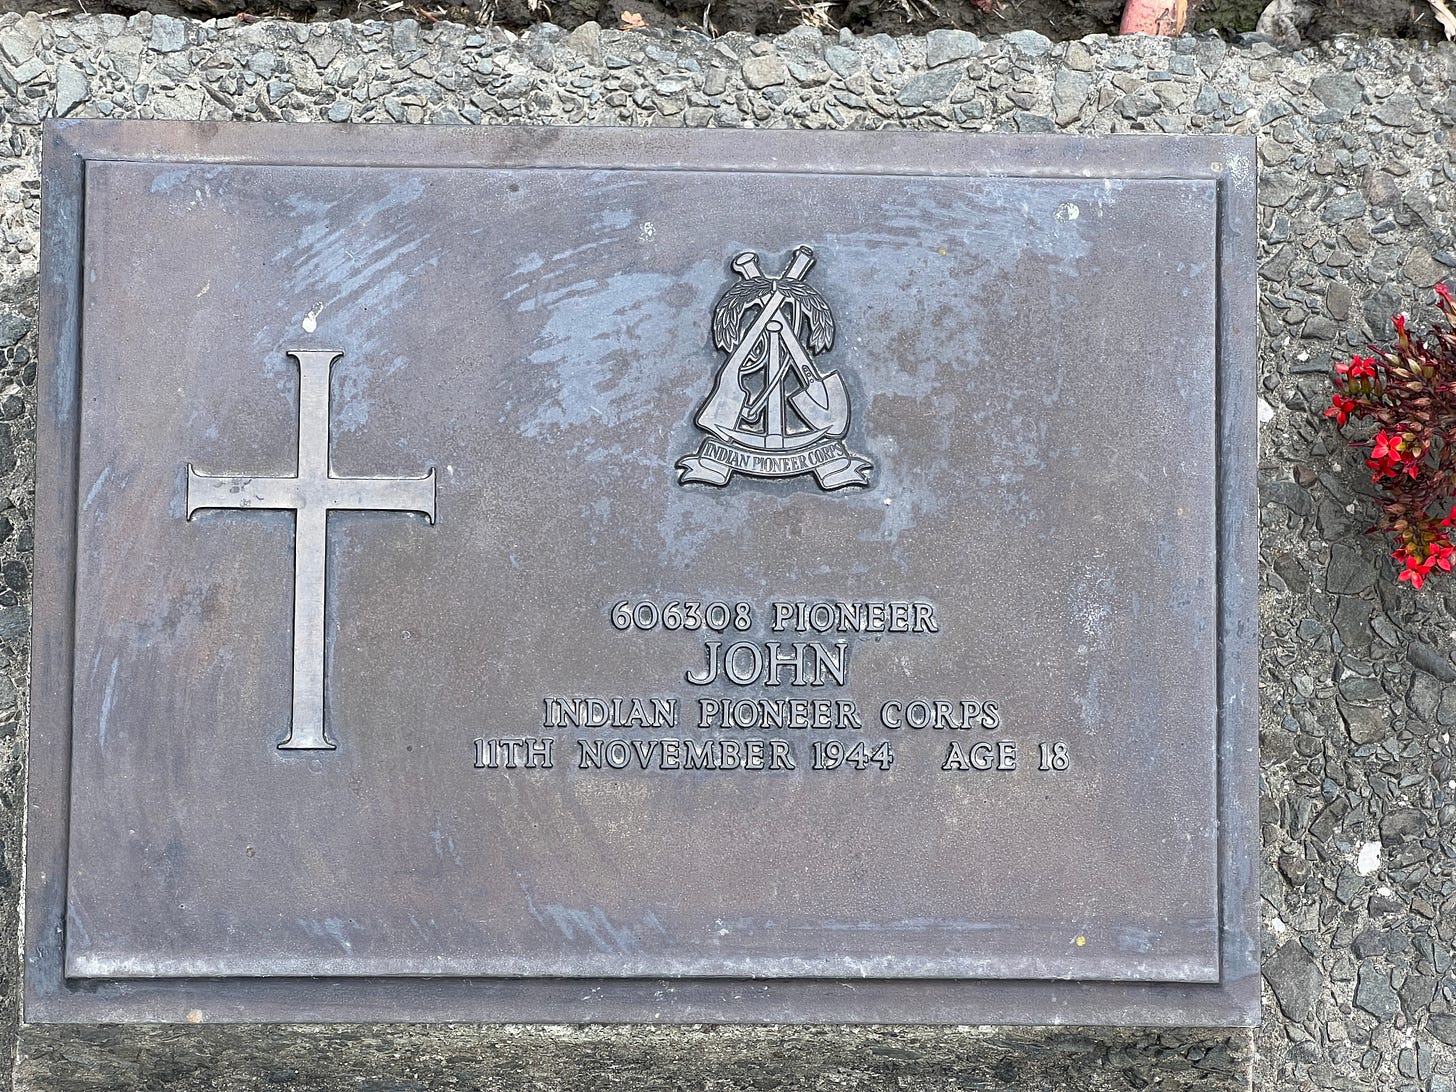 INDIAN PIONEER CORPS
606308 PIONEER
JOHN
INDIAN PIONEER CORPS
11TH NOVEMBER 1944 AGE 18